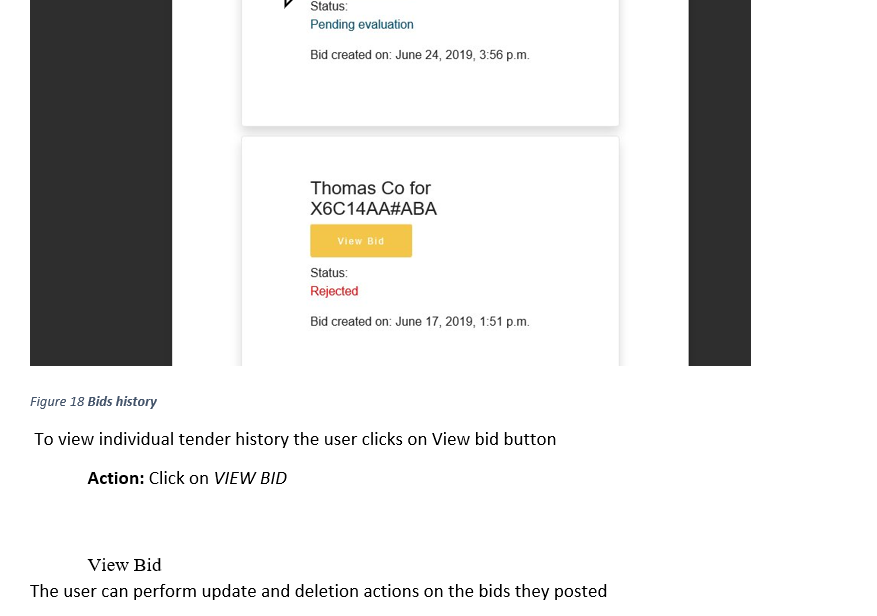 Status:
Pending evaluation
Bid created on: June 24, 2019, 3:56 p.m.
Thomas Co for
X6C14AA#ABA
View Bid
Status:
Rejected
Bid created on: June 17, 2019, 1:51 p.m.
Figure 18 Bids history
To view individual tender history the user clicks on View bid button
Action: Click on VIEW BID
View Bid
The user can perform update and deletion actions on the bids they posted